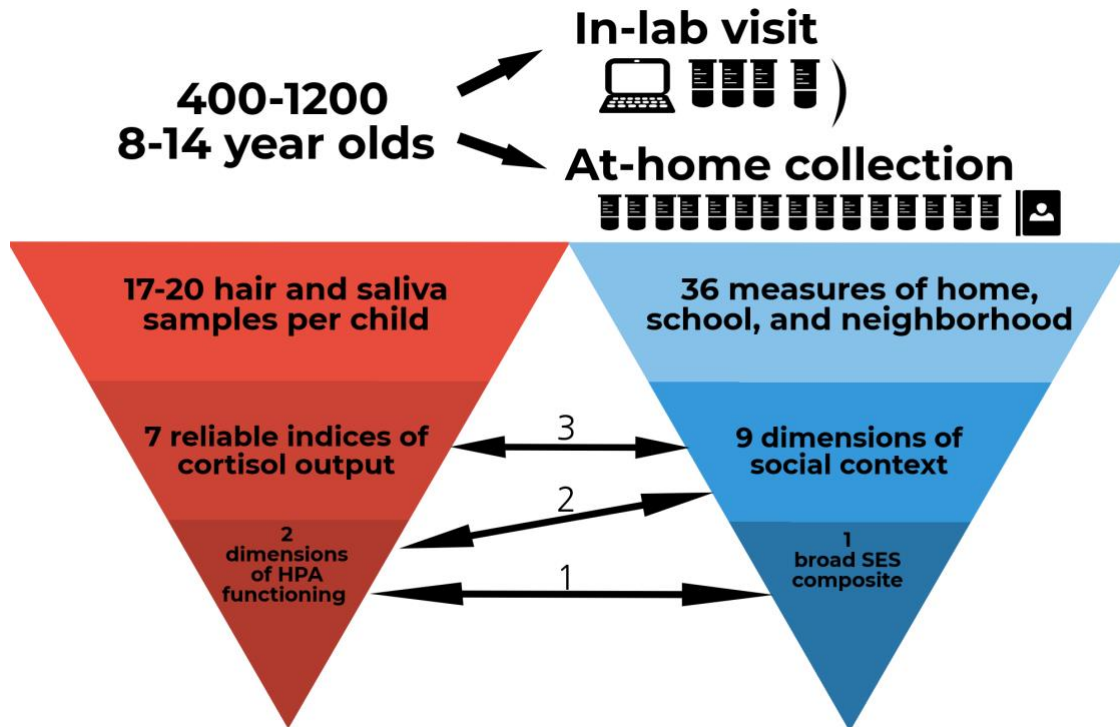 In-lab visit
400-1200
8-14 year olds
At-home collection
17-20 hair and saliva
samples per child
36 measures of home,
school, and neighborhood
7 reliable indices of
cortisol output
3
9 dimensions of
social context
2
2
dimensions
of HPA
functioning
1
1
broad SES
composite